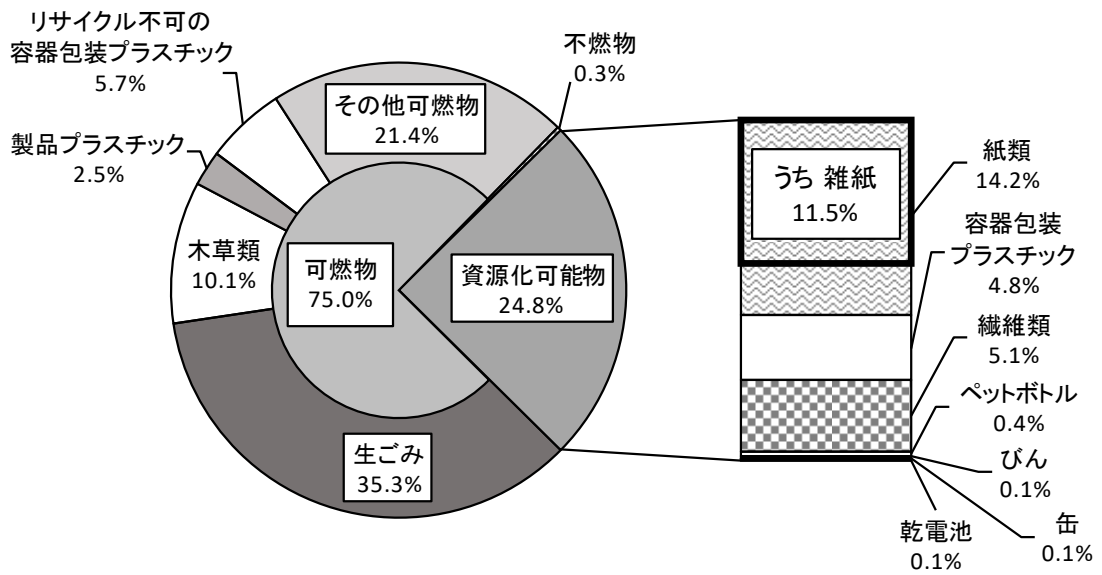 リサイクル不可の
容器包装プラスチック
5.7%
製品プラスチック
2.5%
木草類
10.1%
その他可燃物
21.4%
不燃物
0.3%
可燃物
75.0%
資源化可能物
24.8%
生ごみ
35.3%
うち 雑紙
11.5%
紙類
14.2%
容器包装
プラスチック
4.8%
繊維類
5.1%
ペットボトル
0.4%
びん
0.1%
缶
0.1%
乾電池
0.1%